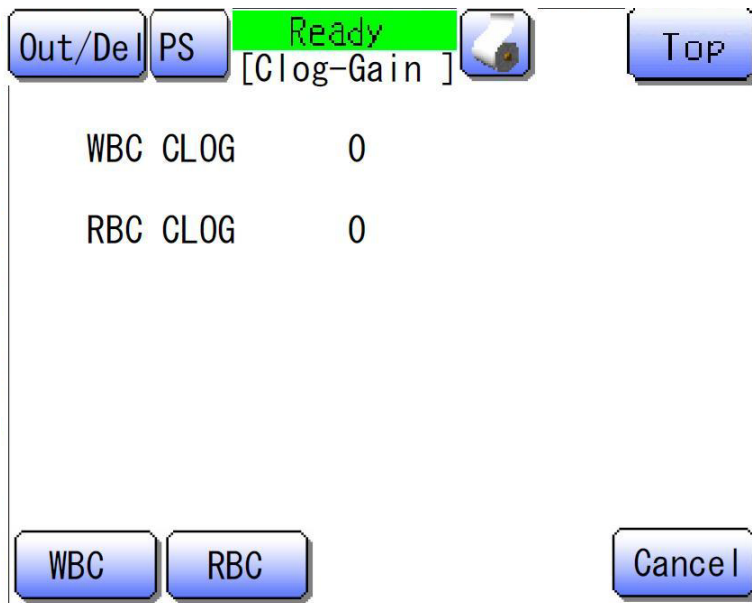 Out/Del PS Ready Top
[Clog-Gain ]
WBC CLOG 0
RBC CLOG 0
WBC RBC Cancel